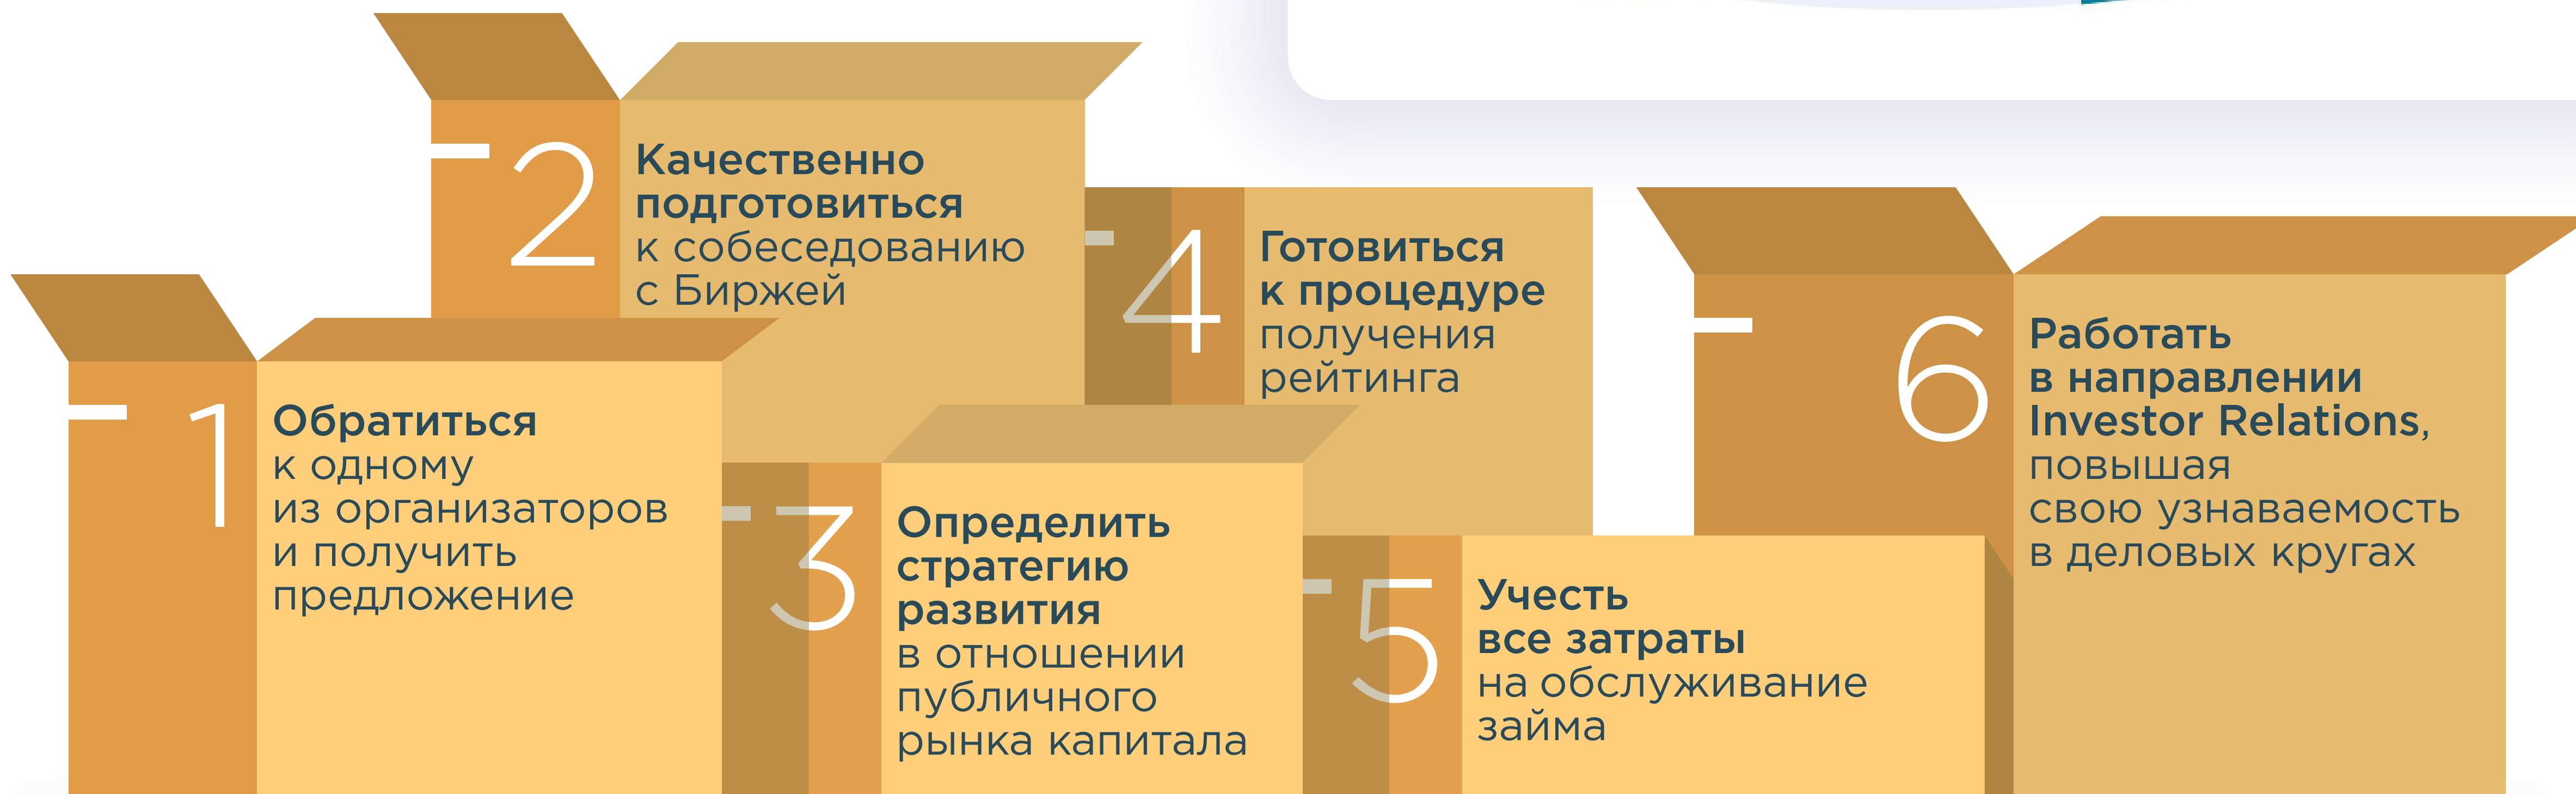 1
Обратиться
к одному
из организаторов
и получить
предложение
2
Качественно
подготовиться
к собеседованию
с Биржей
3
Определить
стратегию
развития
в отношении
публичного
рынка капитала
4
Готовиться
к процедуре
получения
рейтинга
5
Учесть
все затраты
на обслуживание
займа
6
Работать
в направлении
Investor Relations,
повышая
свою узнаваемость
в деловых кругах